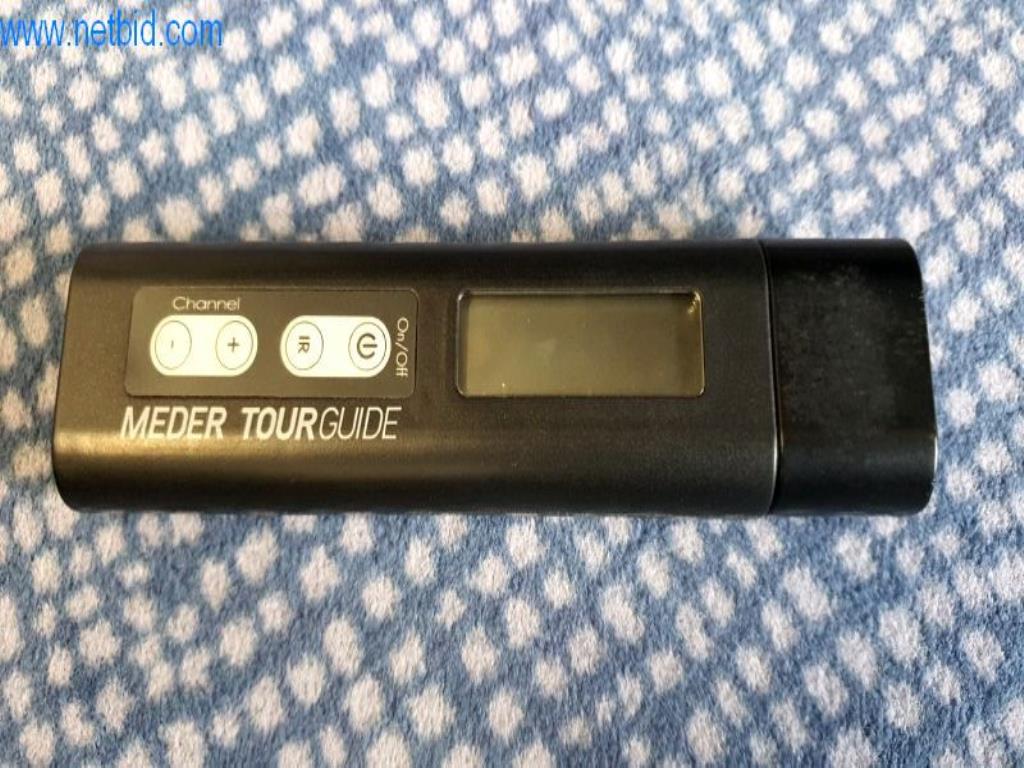 www.netbid.com
Channel
- + IR On/Off
MEDER TOURGUIDE